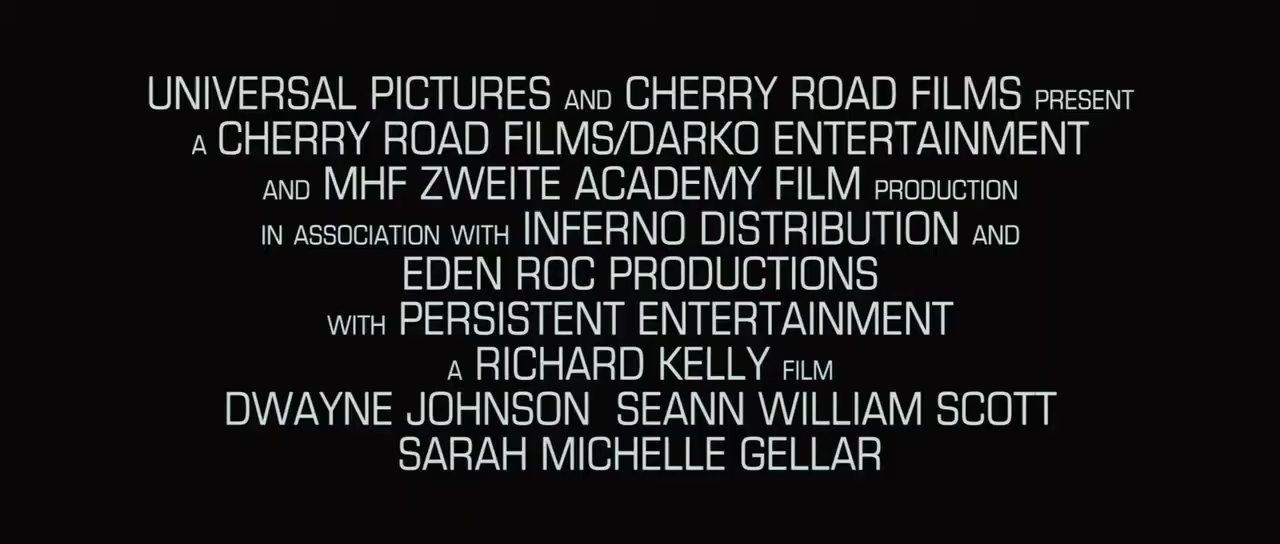 UNIVERSAL PICTURES AND CHERRY ROAD FILMS PRESENT
A CHERRY ROAD FILMS/DARKO ENTERTAINMENT
AND MHF ZWEITE ACADEMY FILM PRODUCTION
IN ASSOCIATION WITH INFERNO DISTRIBUTION AND
EDEN ROC PRODUCTIONS
WITH PERSISTENT ENTERTAINMENT
A RICHARD KELLY FILM
DWAYNE JOHNSON SEANN WILLIAM SCOTT
SARAH MICHELLE GELLAR